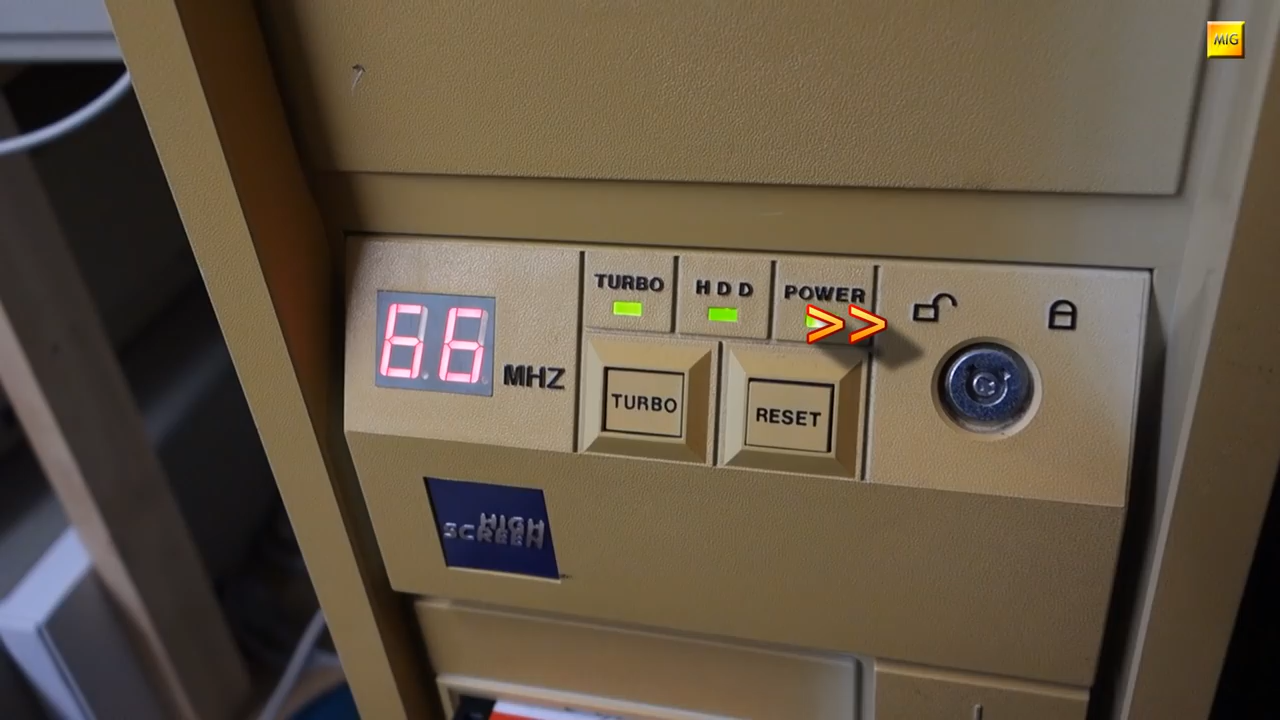 MIG
TURBO
HDD
POWER
>>
66
MHZ
TURBO
RESET
HIGH
SCREEN